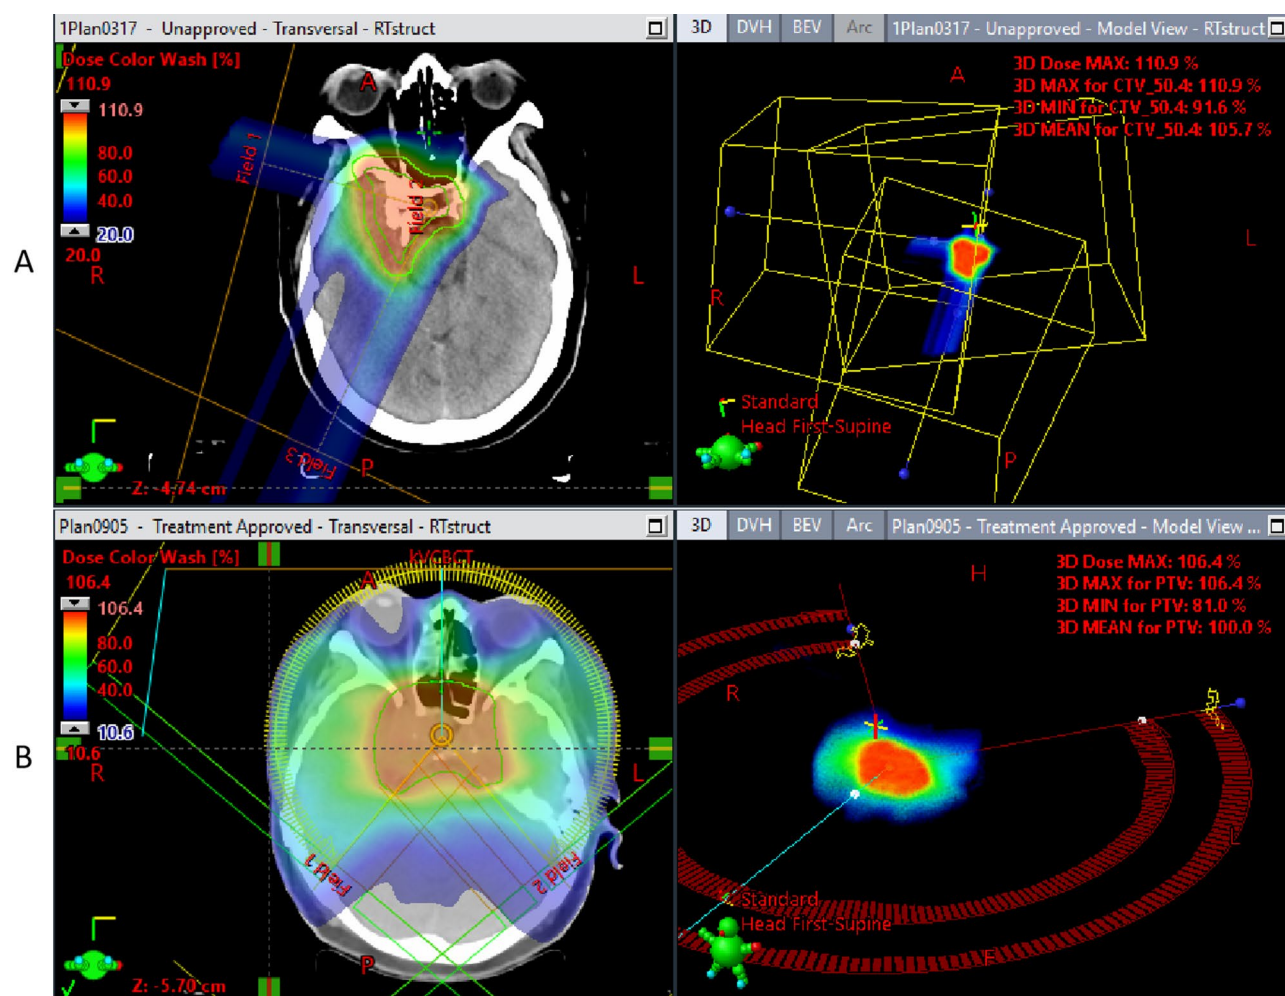 1Plan0317 - Unapproved - Transversal - RTstruct
Dose Color Wash [%]
110.9
110.9
80.0
60.0
40.0
20.0
20.0
A
R
L
P
Field 1
Field 2
Field 3
Z: -4.74 cm
3D DVH BEV Arc 1Plan0317 - Unapproved - Model View - RTstruct
3D Dose MAX: 110.9 %
3D MAX for CTV_50.4: 110.9 %
3D MIN for CTV_50.4: 91.6 %
3D MEAN for CTV_50.4: 105.7 %
A
L
R
P
Standard
Head First-Supine
A
Plan0905 - Treatment Approved - Transversal - RTstruct
Dose Color Wash [%]
kVCBCT
106.4
106.4
80.0
60.0
40.0
10.6
10.6
A
R
L
P
Field 1
Field 2
Z: -5.70 cm
3D DVH BEV Arc Plan0905 - Treatment Approved - Model View ...
3D Dose MAX: 106.4 %
3D MAX for PTV: 106.4 %
3D MIN for PTV: 81.0 %
3D MEAN for PTV: 100.0 %
H
R
L
F
Standard
Head First-Supine
B